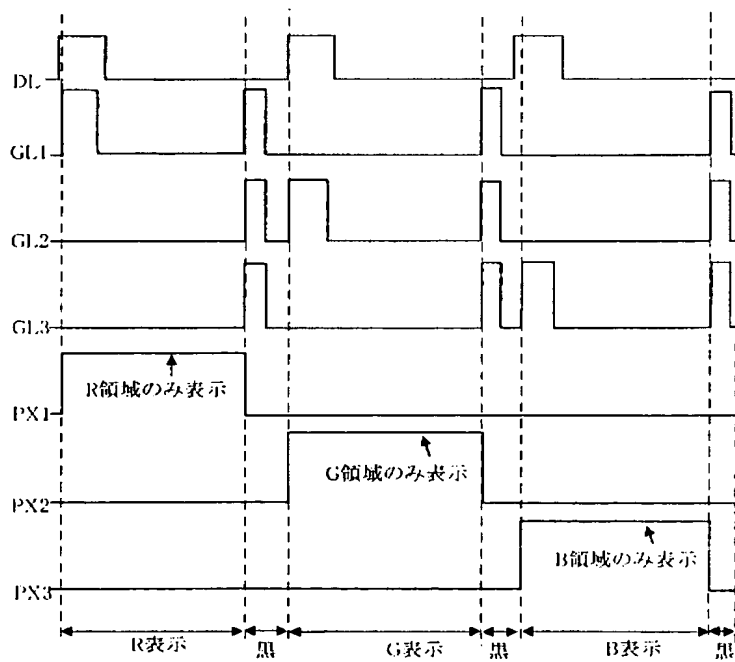 DL
GL1
GL2
GL3
R領域のみ表示
PX1
G領域のみ表示
PX2
B領域のみ表示
PX3
R表示 黒 G表示 黒 B表示 黒